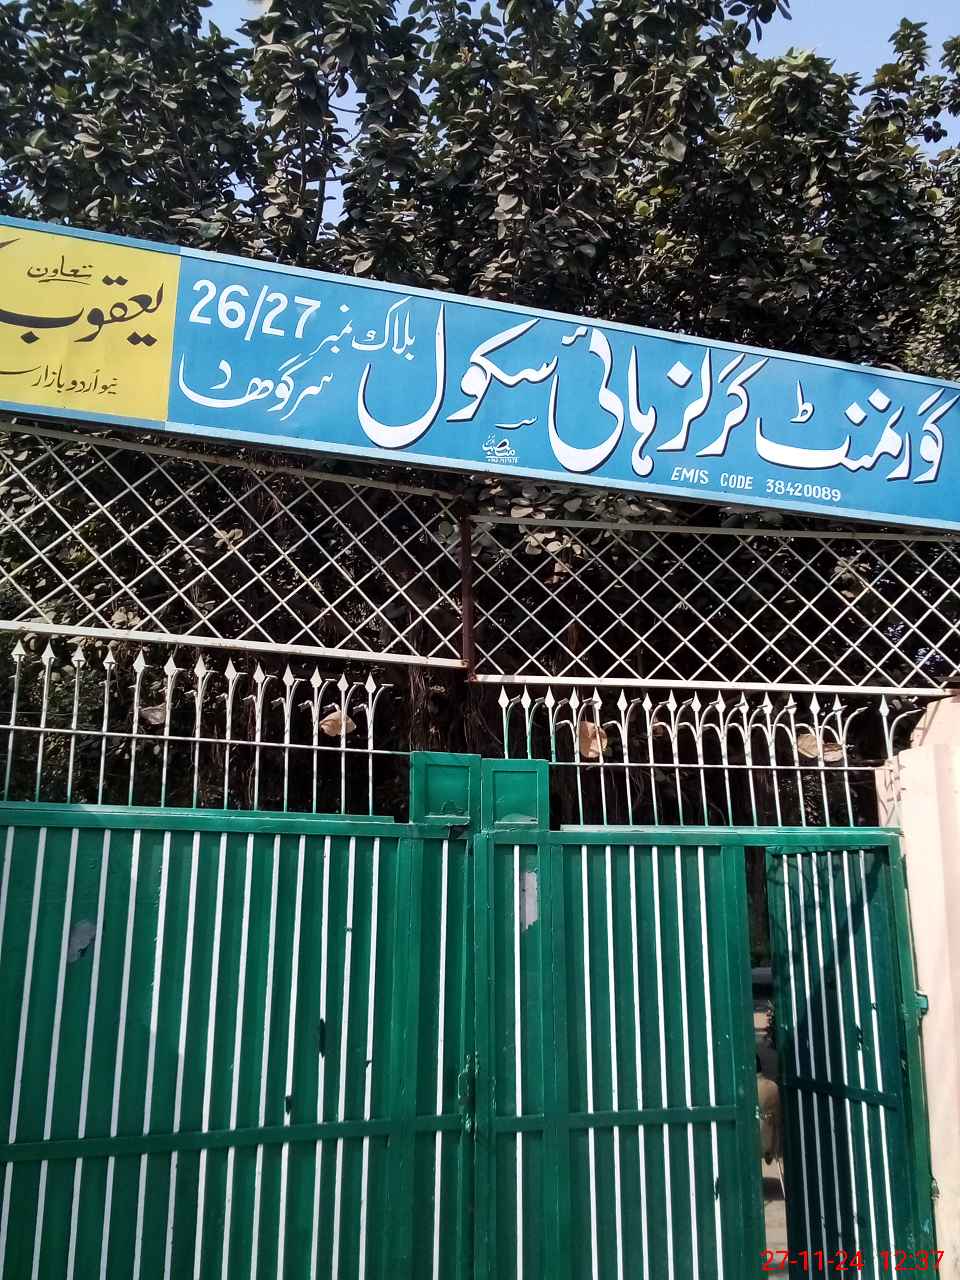 گورنمنٹ گرلز ہائی سکول
بلاک نمبر 26/27
سرگودھا
EMIS CODE 38420089
تعاون
یعقوب
نیو اُردو بازار
27-11-24 12:37